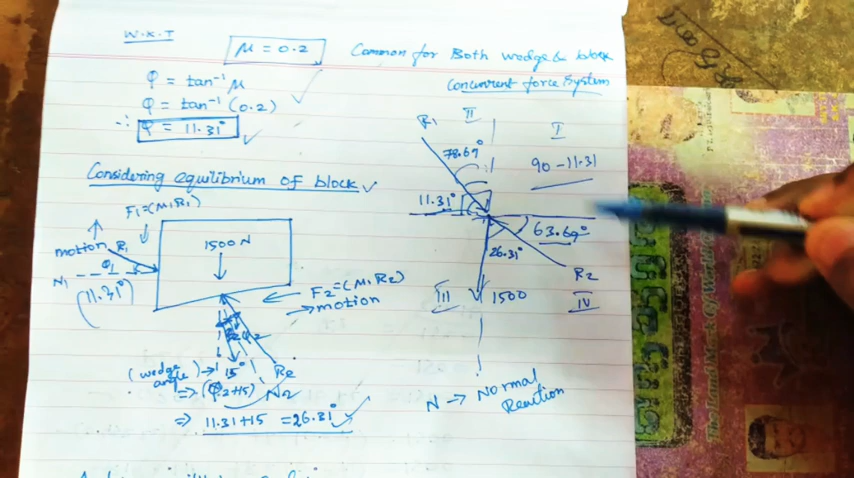 W.K.T
μ = 0.2
Common for Both wedge & block
Concurrent force System
φ = tan⁻¹ μ
φ = tan⁻¹ (0.2)
∴ φ = 11.31°
Considering equilibrium of block
F1=(μ1R1)
motion
R1
1500 N
N1
φ1
(11.31°)
F2=(μ1R2)
motion
φ2
(wedge angle) → 15°
R2
⇒ (φ2+15)
N2
⇒ 11.31+15 = 26.31°
R1
II
I
78.69°
90 - 11.31
11.31°
63.69°
26.31°
R2
III
1500
IV
N → Normal
Reaction